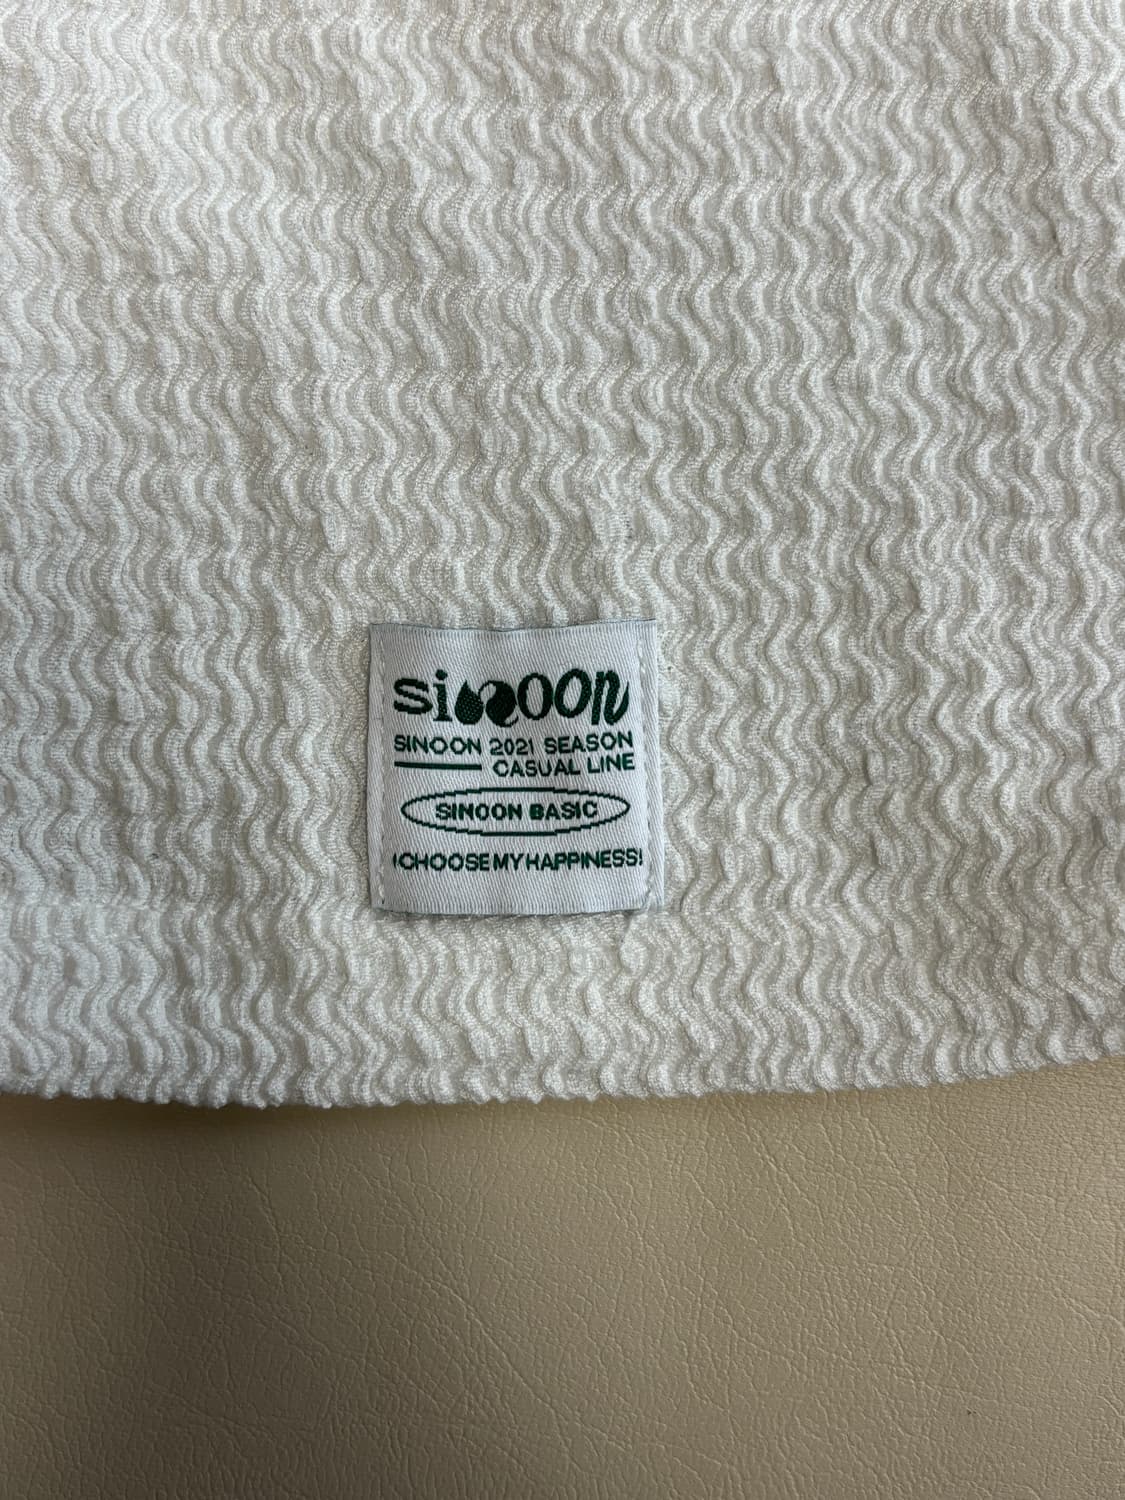 sinoon
SINOON 2021 SEASON
CASUAL LINE
SINOON BASIC
!CHOOSE MY HAPPINESS!